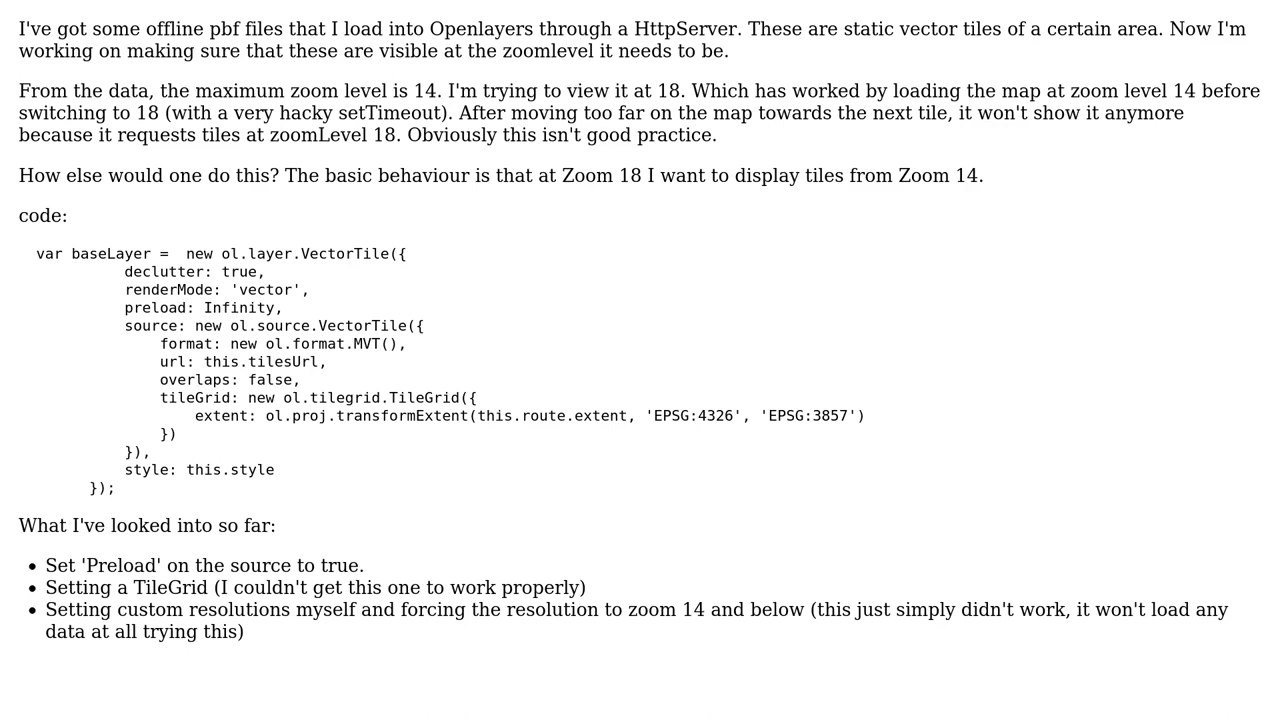 I've got some offline pbf files that I load into Openlayers through a HttpServer. These are static vector tiles of a certain area. Now I'm
working on making sure that these are visible at the zoomlevel it needs to be.
From the data, the maximum zoom level is 14. I'm trying to view it at 18. Which has worked by loading the map at zoom level 14 before
switching to 18 (with a very hacky setTimeout). After moving too far on the map towards the next tile, it won't show it anymore
because it requests tiles at zoomLevel 18. Obviously this isn't good practice.
How else would one do this? The basic behaviour is that at Zoom 18 I want to display tiles from Zoom 14.
code:
var baseLayer =  new ol.layer.VectorTile({
          declutter: true,
          renderMode: 'vector',
          preload: Infinity,
          source: new ol.source.VectorTile({
              format: new ol.format.MVT(),
              url: this.tilesUrl,
              overlaps: false,
              tileGrid: new ol.tilegrid.TileGrid({
                  extent: ol.proj.transformExtent(this.route.extent, 'EPSG:4326', 'EPSG:3857')
              })
          }),
          style: this.style
      });
What I've looked into so far:
• Set 'Preload' on the source to true.
• Setting a TileGrid (I couldn't get this one to work properly)
• Setting custom resolutions myself and forcing the resolution to zoom 14 and below (this just simply didn't work, it won't load any
data at all trying this)